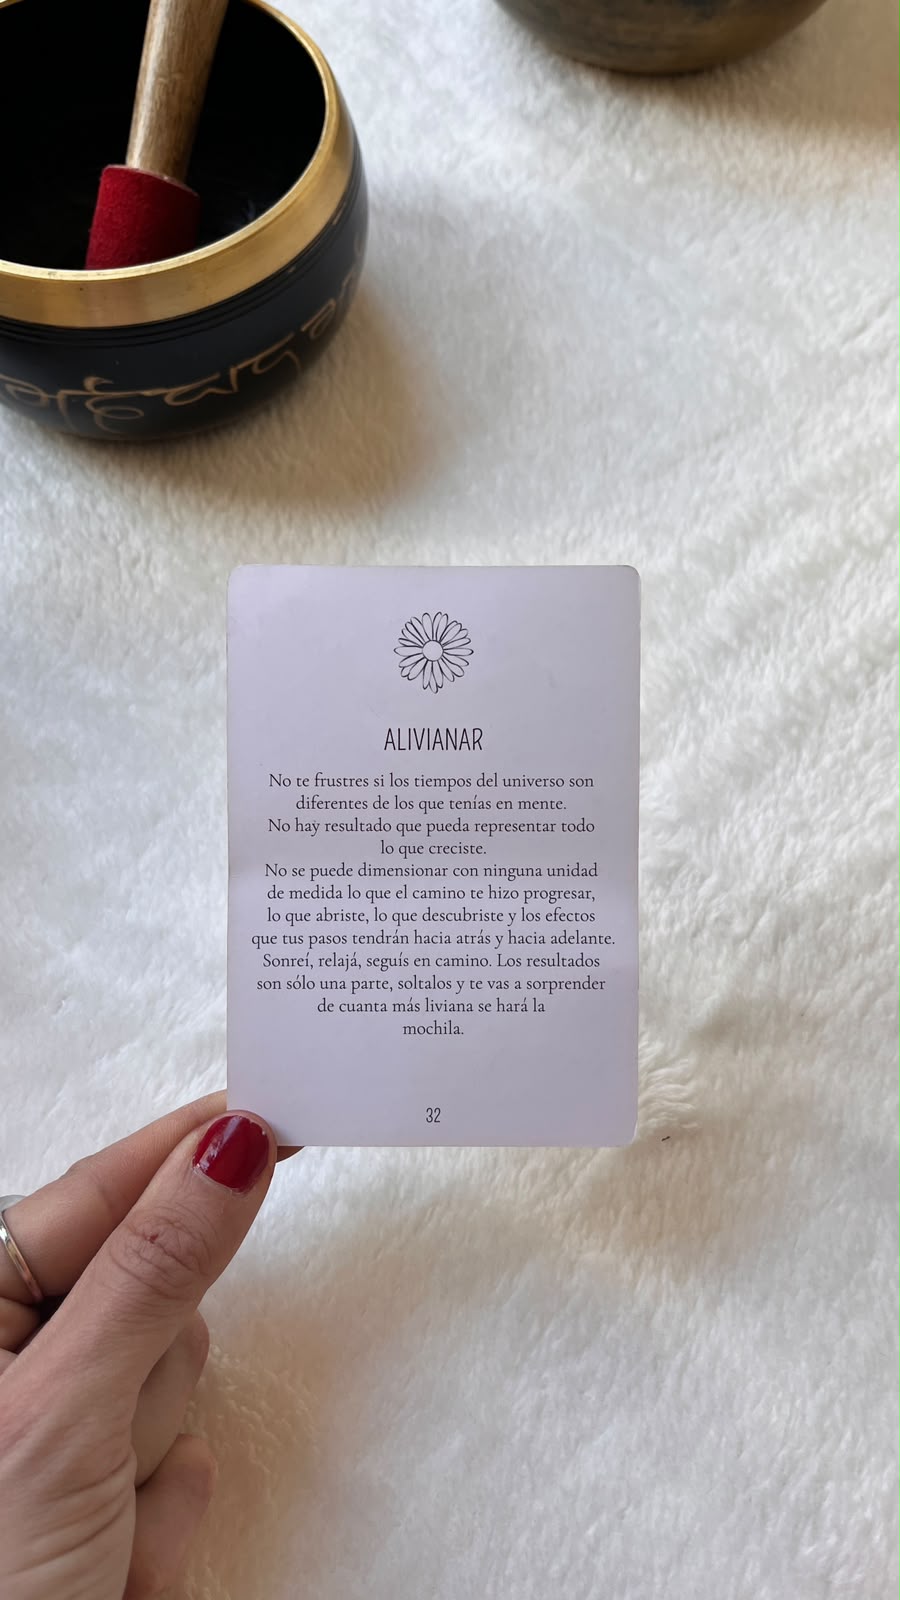 ALIVIANAR
No te frustres si los tiempos del universo son
diferentes de los que tenías en mente.
No hay resultado que pueda representar todo
lo que creciste.
No se puede dimensionar con ninguna unidad
de medida lo que el camino te hizo progresar,
lo que abriste, lo que descubriste y los efectos
que tus pasos tendrán hacia atrás y hacia adelante.
Sonreí, relajá, seguís en camino. Los resultados
son sólo una parte, soltalos y te vas a sorprender
de cuanta más liviana se hará la
mochila.
32